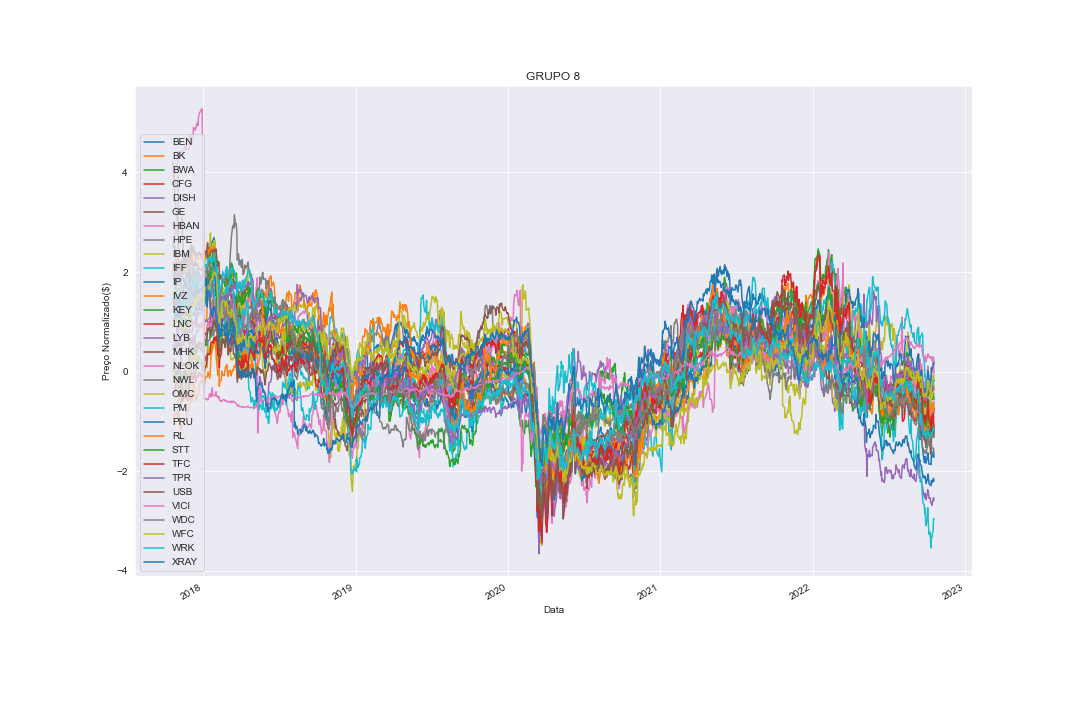 GRUPO 8
Preço Normalizado($)
4
2
0
−2
−4
BEN
BK
BWA
CFG
DISH
GE
HBAN
HPE
IBM
IFF
IP
IVZ
KEY
LNC
LYB
MHK
NLOK
NWL
OMC
PM
PRU
RL
STT
TFC
TPR
USB
VICI
WDC
WFC
WRK
XRAY
2018
2019
2020
2021
2022
2023
Data